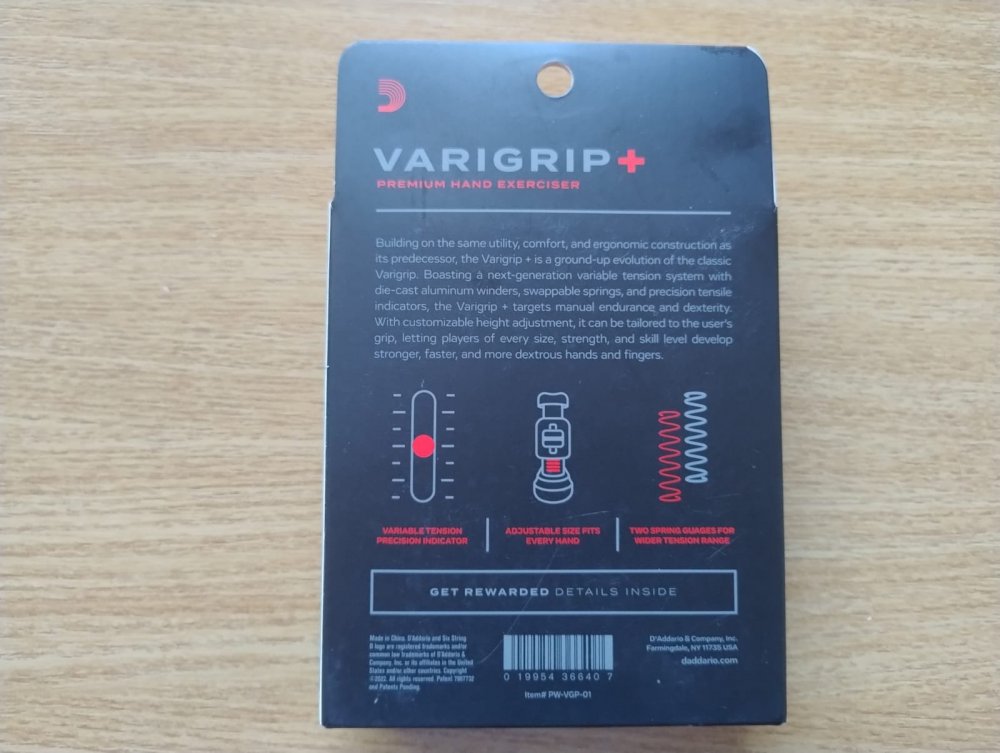 VARIGRIP+
PREMIUM HAND EXERCISER
Building on the same utility, comfort, and ergonomic construction as
its predecessor, the Varigrip + is a ground-up evolution of the classic
Varigrip. Boasting a next-generation variable tension system with
die-cast aluminum winders, swappable springs, and precision tensile
indicators, the Varigrip + targets manual endurance and dexterity.
With customizable height adjustment, it can be tailored to the user's
grip, letting players of every size, strength, and skill level develop
stronger, faster, and more dextrous hands and fingers.
VARIABLE TENSION
PRECISION INDICATOR
ADJUSTABLE SIZE FITS
EVERY HAND
TWO SPRING GUAGES FOR
WIDER TENSION RANGE
GET REWARDED DETAILS INSIDE
Made in China. D'Addario and Six String
D logo are registered trademarks and/or
common law trademarks of D'Addario &
Company, Inc. or its affiliates in the United
States and/or other countries. Copyright
©2022. All rights reserved. Patent 7907732
and Patents Pending.
0 19954 36640 7
Item# PW-VGP-01
D'Addario & Company, Inc.
Farmingdale, NY 11735 USA
daddario.com